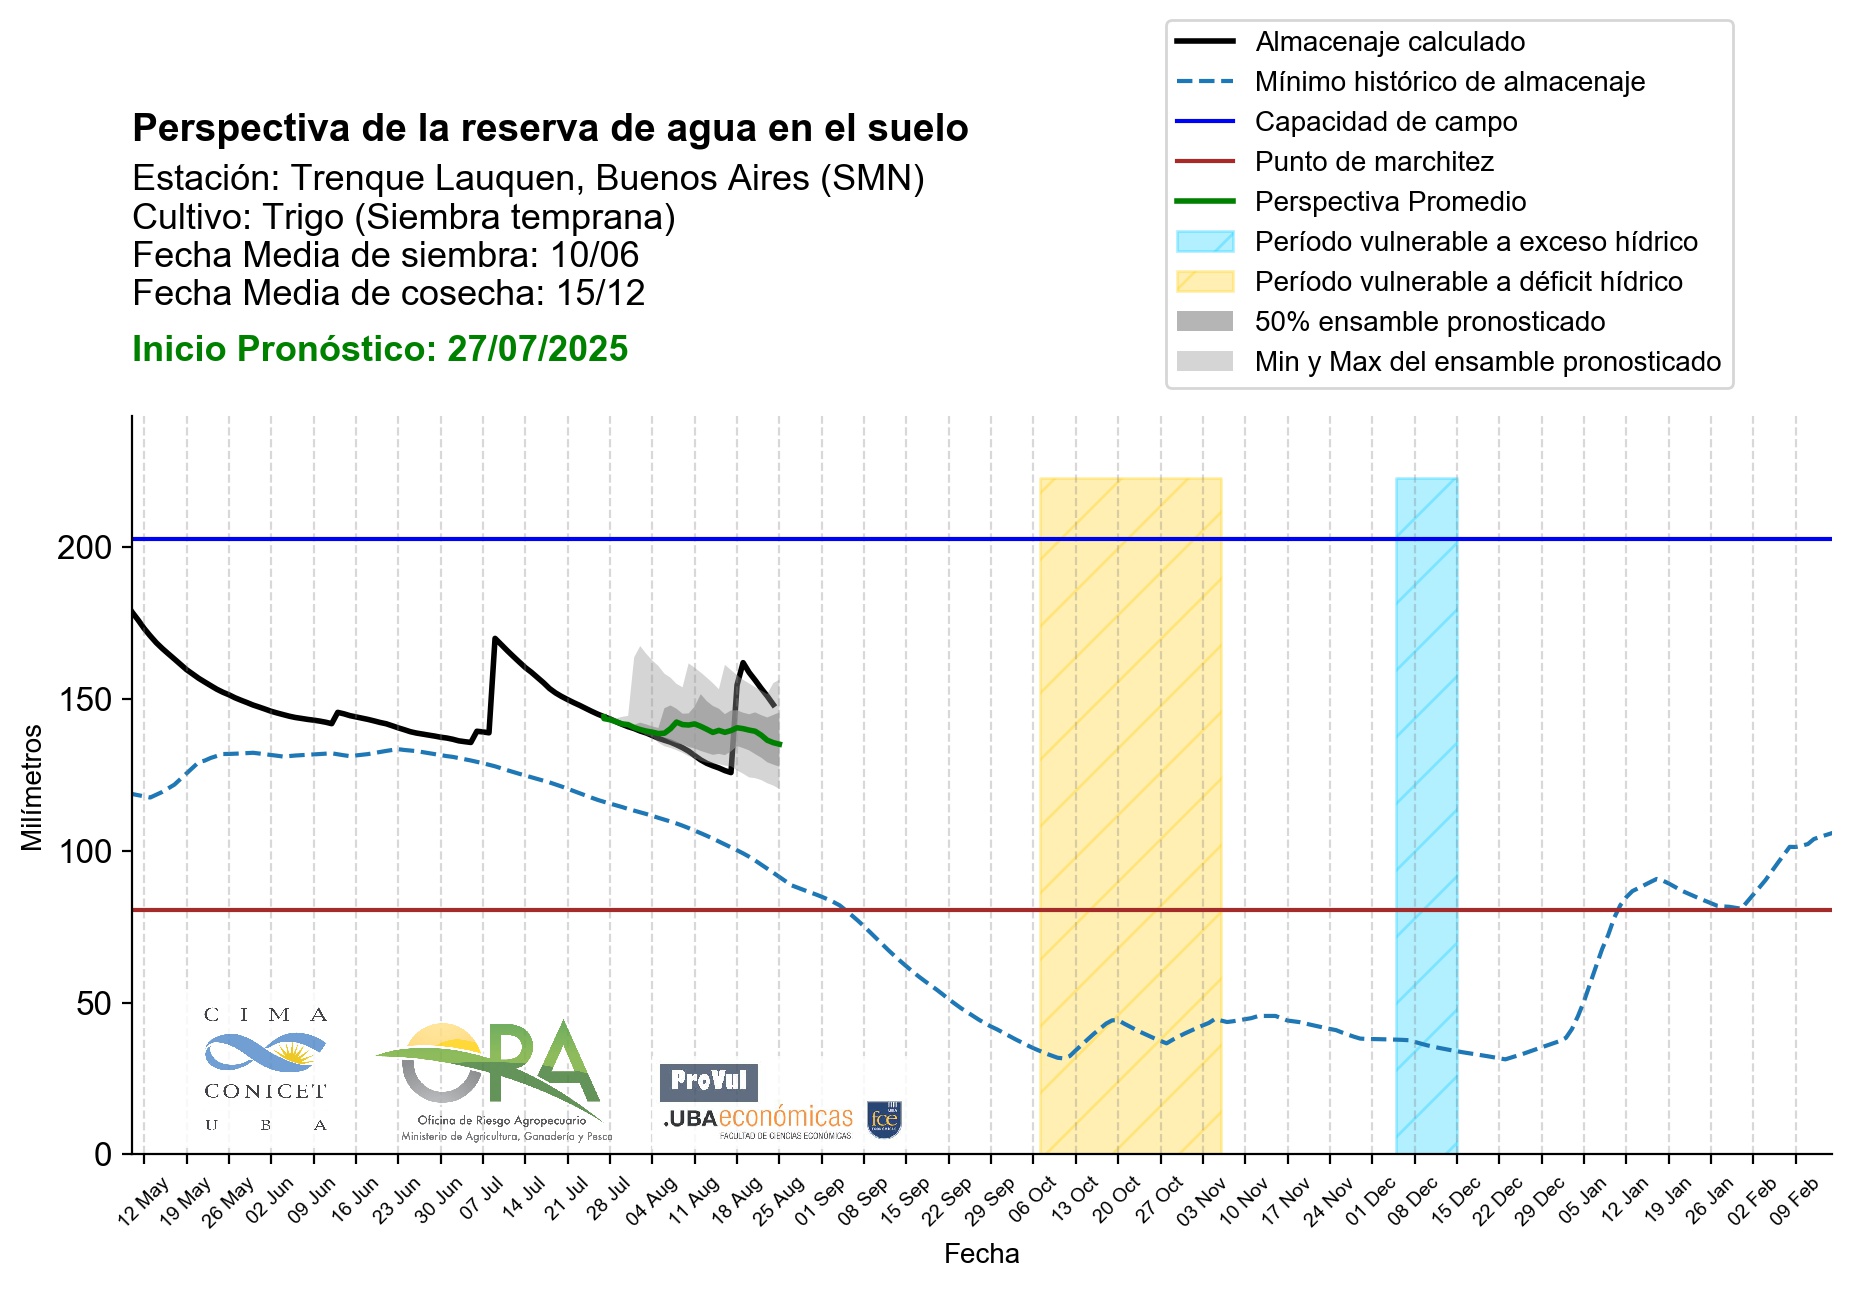 Almacenaje calculado
Mínimo histórico de almacenaje
Capacidad de campo
Punto de marchitez
Perspectiva Promedio
Período vulnerable a exceso hídrico
Período vulnerable a déficit hídrico
50% ensamble pronosticado
Min y Max del ensamble pronosticado
Perspectiva de la reserva de agua en el suelo
Estación: Trenque Lauquen, Buenos Aires (SMN)
Cultivo: Trigo (Siembra temprana)
Fecha Media de siembra: 10/06
Fecha Media de cosecha: 15/12
Inicio Pronóstico: 27/07/2025
Milímetros
200
150
100
50
0
CIMA
CONICET
UBA
ORA
Oficina de Riesgo Agropecuario
Ministerio de Agricultura, Ganadería y Pesca
ProVul
.UBAeconómicas
FACULTAD DE CIENCIAS ECONÓMICAS
fce
12 May
19 May
26 May
02 Jun
09 Jun
16 Jun
23 Jun
30 Jun
07 Jul
14 Jul
21 Jul
28 Jul
04 Aug
11 Aug
18 Aug
25 Aug
01 Sep
08 Sep
15 Sep
22 Sep
29 Sep
06 Oct
13 Oct
20 Oct
27 Oct
03 Nov
10 Nov
17 Nov
24 Nov
01 Dec
08 Dec
15 Dec
22 Dec
29 Dec
05 Jan
12 Jan
19 Jan
26 Jan
02 Feb
09 Feb
Fecha